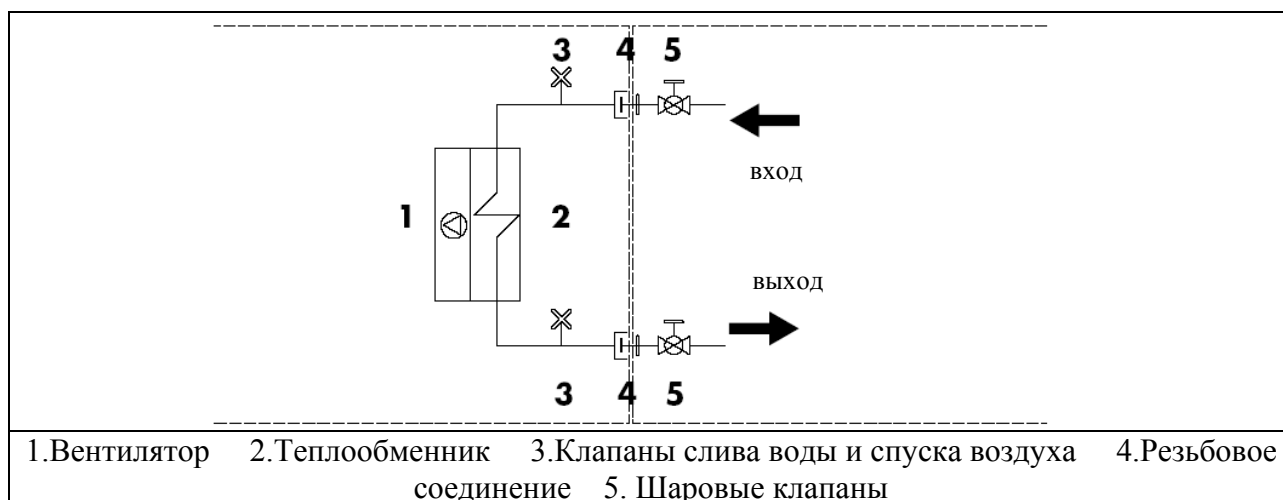 3 4 5
вход
1 2
выход
3 4 5
1.Вентилятор 2.Теплообменник 3.Клапаны слива воды и спуска воздуха 4.Резьбовое
соединение 5. Шаровые клапаны